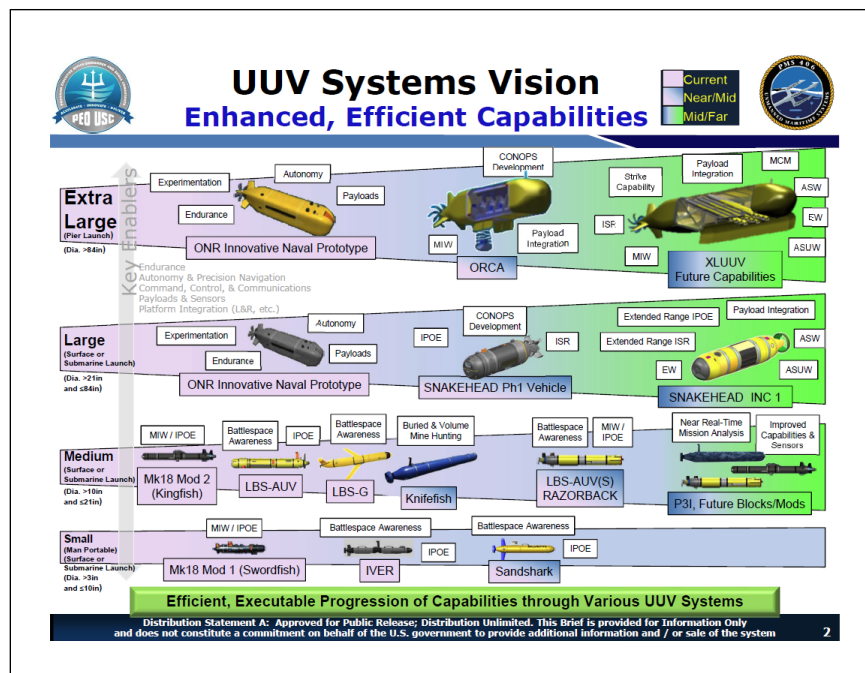 UUV Systems Vision
Enhanced, Efficient Capabilities
PEO USC
Current
Near/Mid
Mid/Far
PMS 406
UNMANNED MARITIME SYSTEMS
Key Enablers
Endurance
Autonomy & Precision Navigation
Command, Control, & Communications
Payloads & Sensors
Platform Integration (L&R, etc.)
Extra
Large
(Pier Launch)
(Dia. >84in)
Experimentation
Autonomy
Payloads
Endurance
ONR Innovative Naval Prototype
CONOPS
Development
MIW
Payload
Integration
ORCA
Strike
Capability
Payload
Integration
MCM
ASW
EW
ASUW
ISR
MIW
XLUUV
Future Capabilities
Large
(Surface or
Submarine Launch)
(Dia. >21in
and ≤84in)
Experimentation
Autonomy
Payloads
Endurance
ONR Innovative Naval Prototype
IPOE
CONOPS
Development
ISR
SNAKEHEAD Ph1 Vehicle
Extended Range IPOE
Payload Integration
Extended Range ISR
ASW
EW
ASUW
SNAKEHEAD INC 1
Medium
(Surface or
Submarine Launch)
(Dia. >10in
and ≤21in)
MIW / IPOE
Mk18 Mod 2
(Kingfish)
Battlespace
Awareness
IPOE
LBS-AUV
Battlespace
Awareness
LBS-G
Buried & Volume
Mine Hunting
Knifefish
Battlespace
Awareness
MIW /
IPOE
LBS-AUV(S)
RAZORBACK
Near Real-Time
Mission Analysis
Improved
Capabilities &
Sensors
P3I, Future Blocks/Mods
Small
(Man Portable)
(Surface or
Submarine Launch)
(Dia. >3in
and ≤10in)
MIW / IPOE
Mk18 Mod 1 (Swordfish)
Battlespace Awareness
IPOE
IVER
Battlespace Awareness
IPOE
Sandshark
Efficient, Executable Progression of Capabilities through Various UUV Systems
Distribution Statement A: Approved for Public Release; Distribution Unlimited. This Brief is provided for Information Only
and does not constitute a commitment on behalf of the U.S. government to provide additional information and / or sale of the system
2